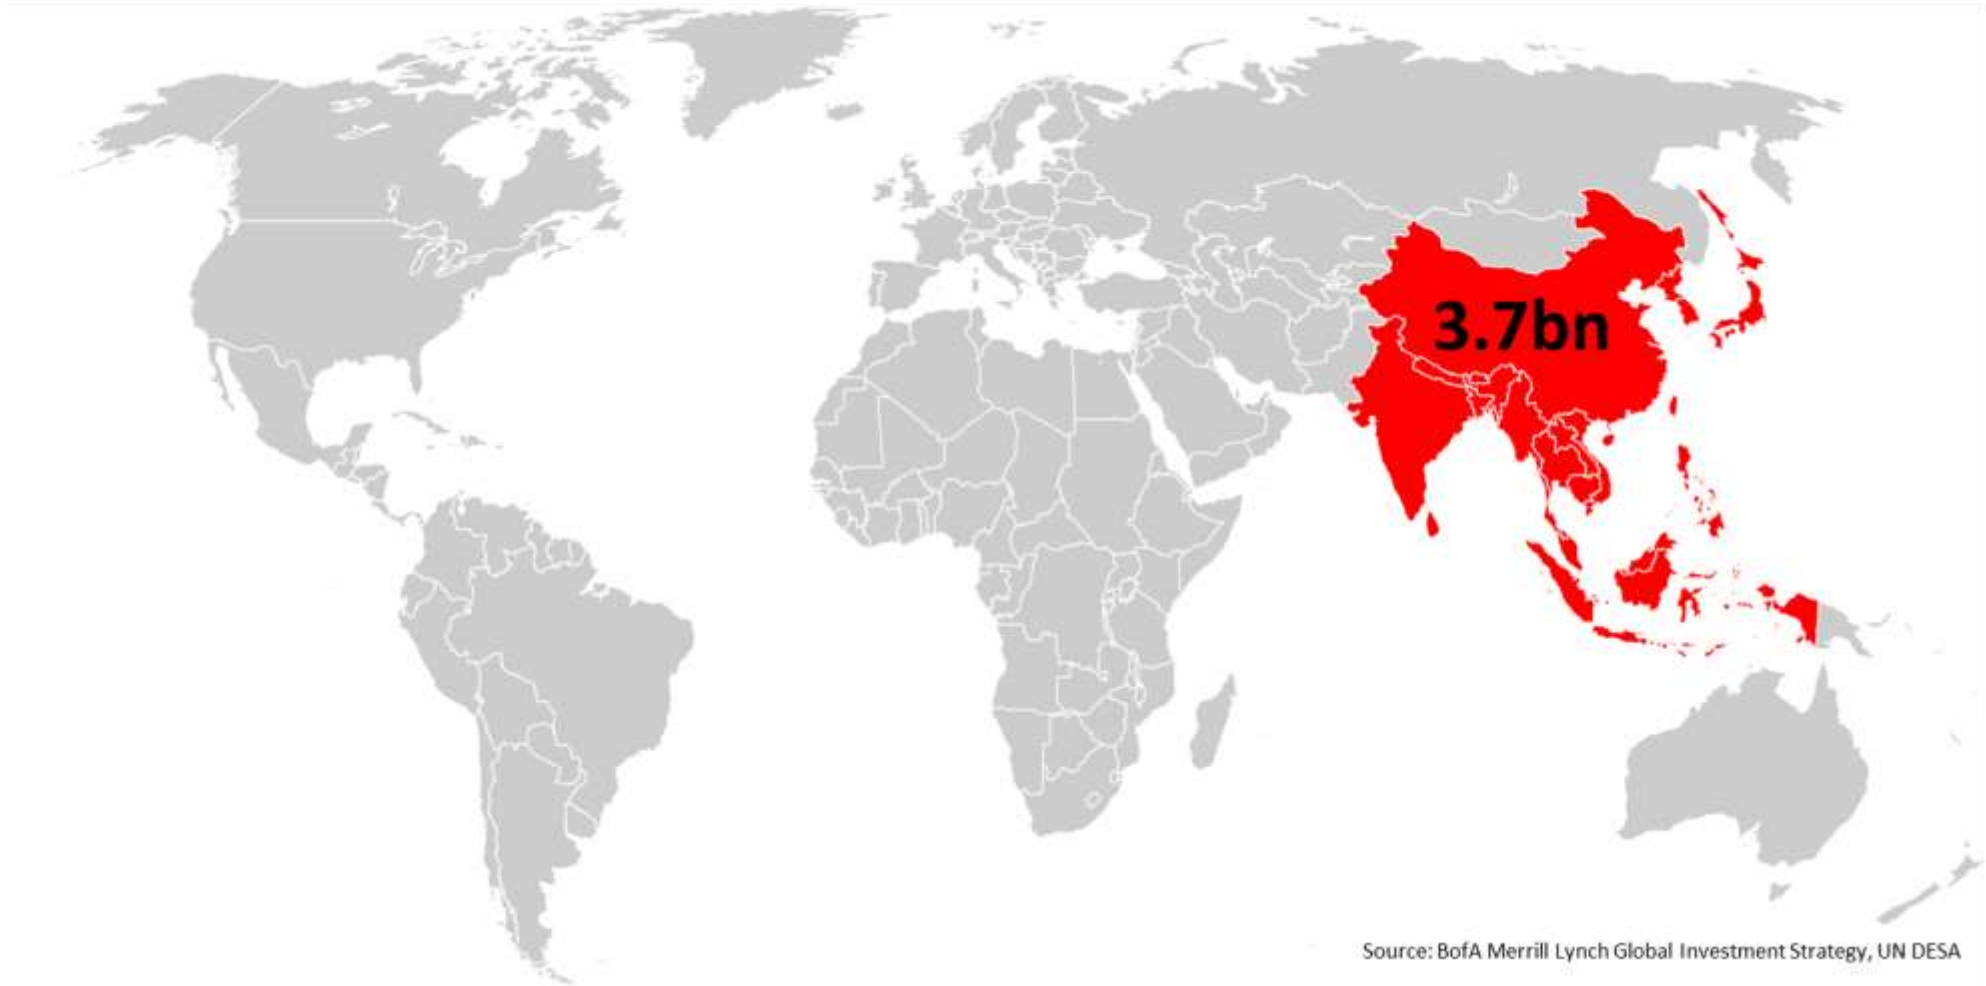 3.7bn
Source: BofA Merrill Lynch Global Investment Strategy, UN DESA